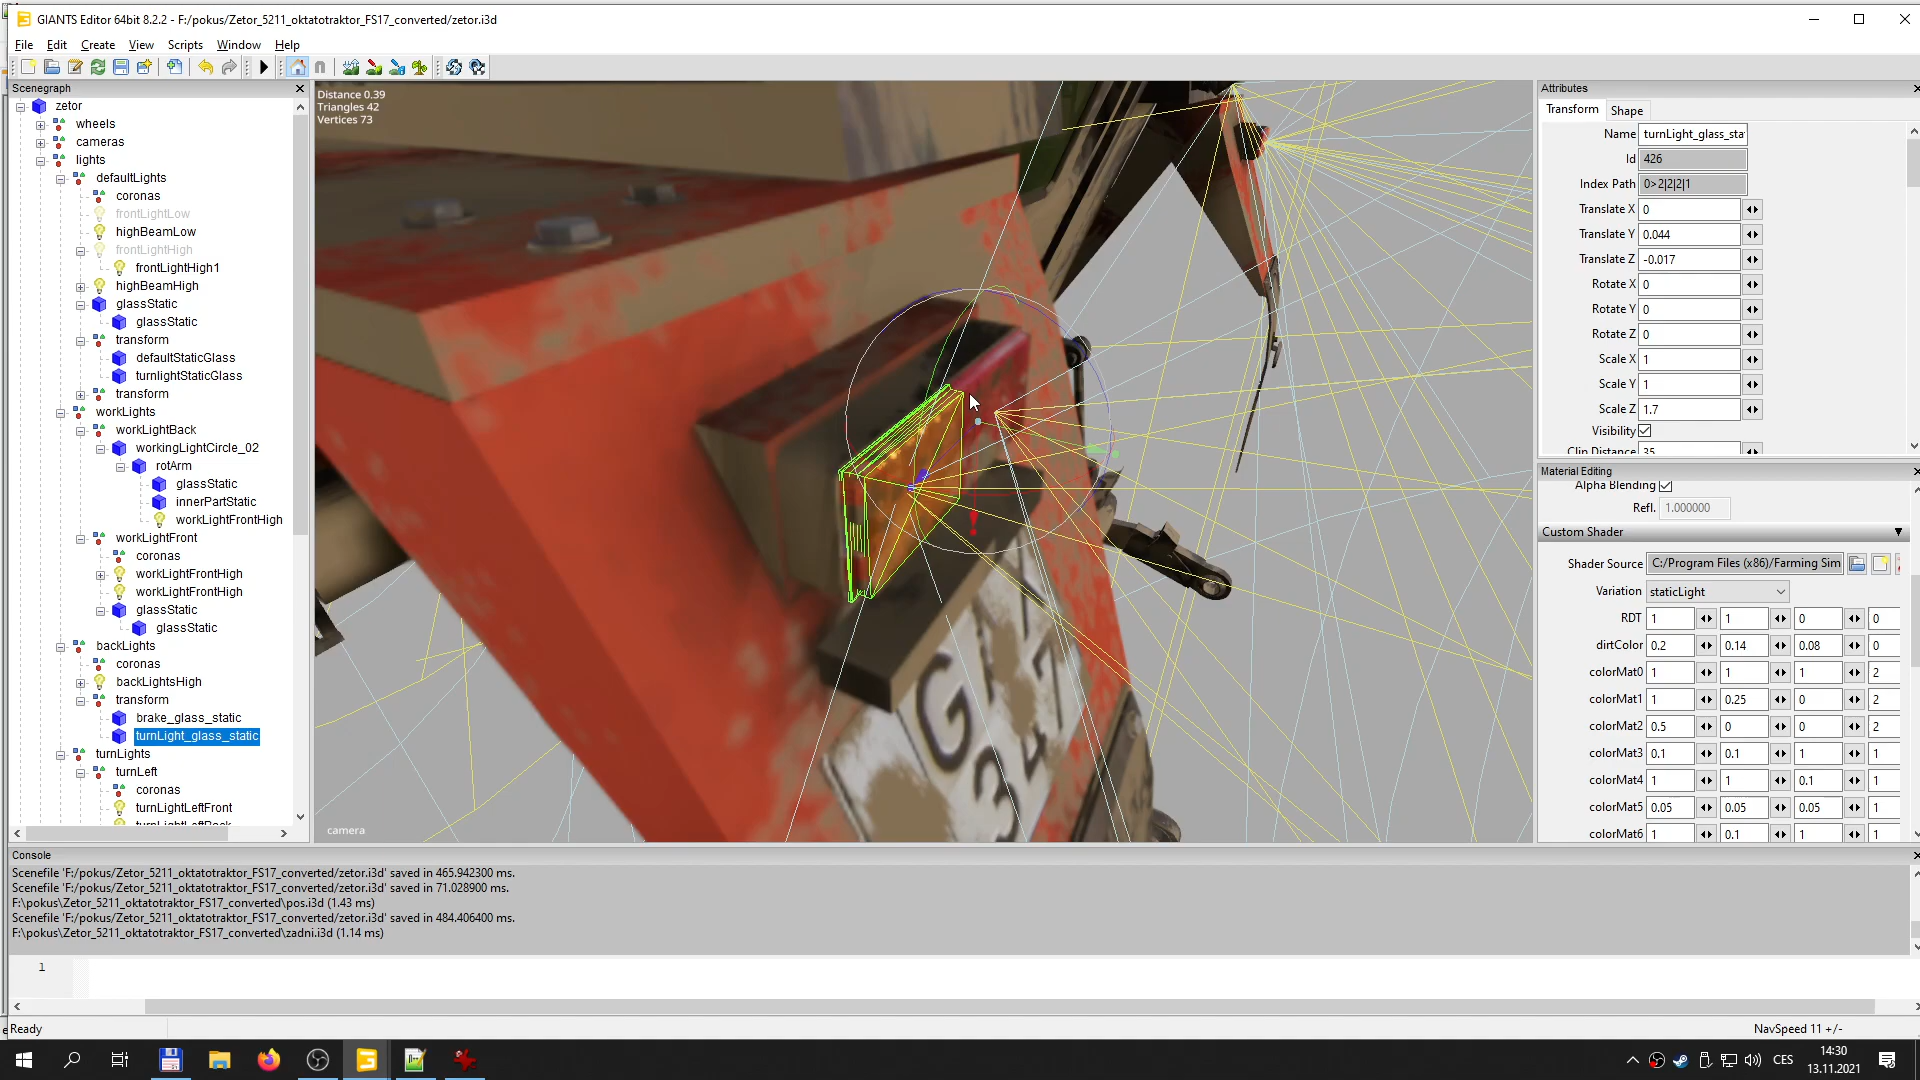 GIANTS Editor 64bit 8.2.2 - F:/pokus/Zetor_5211_oktatotraktor_FS17_converted/zetor.i3d
File Edit Create View Scripts Window Help
Scenegraph
zetor
wheels
cameras
lights
defaultLights
coronas
frontLightLow
highBeamLow
frontLightHigh
frontLightHigh1
highBeamHigh
glassStatic
glassStatic
transform
defaultStaticGlass
turnlightStaticGlass
transform
workLights
workLightBack
workingLightCircle_02
rotArm
glassStatic
innerPartStatic
workLightFrontHigh
workLightFront
coronas
workLightFrontHigh
workLightFrontHigh
glassStatic
glassStatic
backLights
coronas
backLightsHigh
transform
brake_glass_static
turnLight_glass_static
turnLights
turnLeft
coronas
turnLightLeftFront
turnLightLeftBack
Distance 0.39
Triangles 42
Vertices 73
camera
Attributes
Transform Shape
Name turnLight_glass_sta
Id 426
Index Path 0>2|2|2|1
Translate X 0
Translate Y 0.044
Translate Z -0.017
Rotate X 0
Rotate Y 0
Rotate Z 0
Scale X 1
Scale Y 1
Scale Z 1.7
Visibility
Clip Distance 35
Material Editing
Alpha Blending
Refl. 1.000000
Custom Shader
Shader Source C:/Program Files (x86)/Farming Sim
Variation staticLight
RDT 1 1 0 0
dirtColor 0.2 0.14 0.08 0
colorMat0 1 1 1 2
colorMat1 1 0.25 0 2
colorMat2 0.5 0 0 2
colorMat3 0.1 0.1 1 1
colorMat4 1 1 0.1 1
colorMat5 0.05 0.05 0.05 1
colorMat6 1 0.1 1 1
Console
Scenefile 'F:/pokus/Zetor_5211_oktatotraktor_FS17_converted/zetor.i3d' saved in 465.942300 ms.
Scenefile 'F:/pokus/Zetor_5211_oktatotraktor_FS17_converted/zetor.i3d' saved in 71.028900 ms.
F:\pokus\Zetor_5211_oktatotraktor_FS17_converted\pos.i3d (1.43 ms)
Scenefile 'F:/pokus/Zetor_5211_oktatotraktor_FS17_converted/zetor.i3d' saved in 484.406400 ms.
F:\pokus\Zetor_5211_oktatotraktor_FS17_converted\zadni.i3d (1.14 ms)
1
Ready
NavSpeed 11 +/-
CES
14:30
13.11.2021